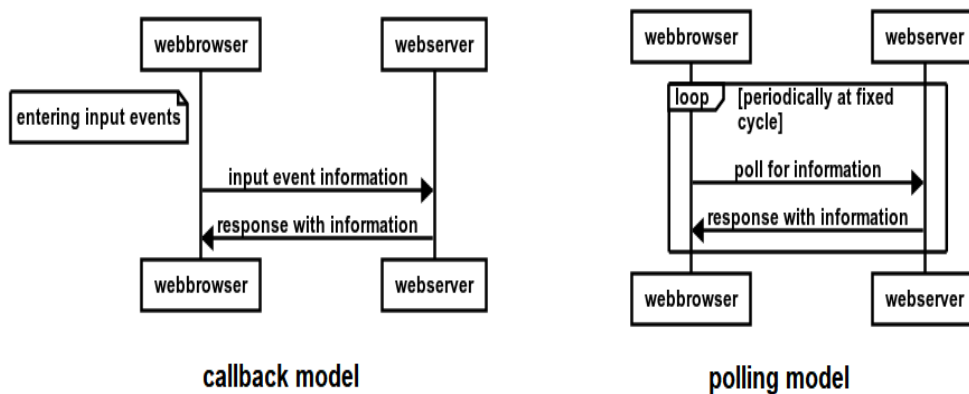 webbrowser
webserver
entering input events
input event information
response with information
webbrowser
webserver
callback model
webbrowser
webserver
loop
[periodically at fixed
cycle]
poll for information
response with information
webbrowser
webserver
polling model